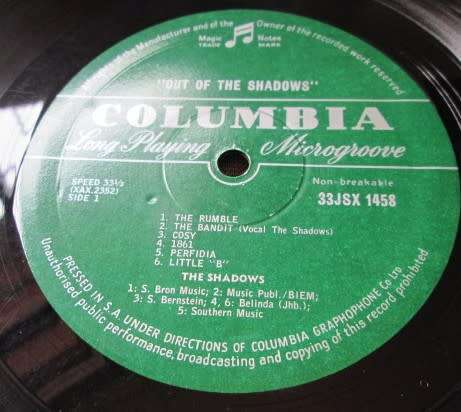 of the Manufacturer and of the Owner of the recorded work reserved
Magic Notes
TRADE MARK
"OUT OF THE SHADOWS"
COLUMBIA
Long Playing Microgroove
SPEED 33⅓
(XAX.2352)
SIDE 1
Non-breakable
33JSX 1458
1. THE RUMBLE
2. THE BANDIT (Vocal The Shadows)
3. COSY
4. 1861
5. PERFIDIA
6. LITTLE "B"
THE SHADOWS
1: S. Bron Music; 2: Music Publ./BIEM;
3: S. Bernstein; 4, 6: Belinda (Jhb.);
5: Southern Music
PRESSED IN S.A. UNDER DIRECTIONS OF COLUMBIA GRAPHOPHONE Co Ltd
Unauthorised public performance, broadcasting and copying of this record prohibited